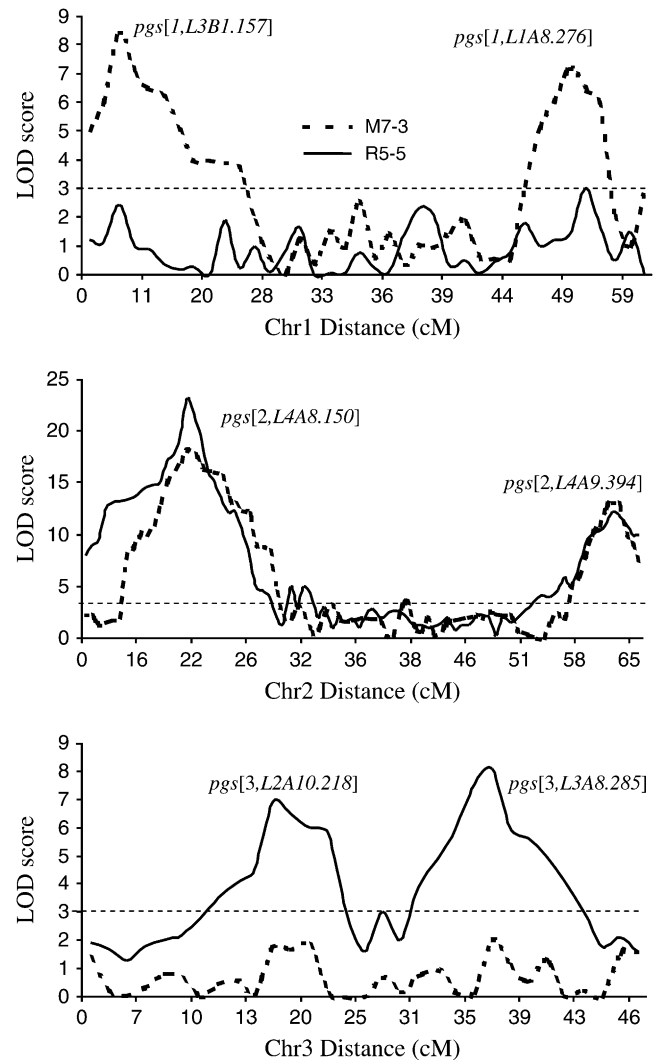 9
8
7
6
5
4
3
2
1
0
LOD score
pgs[1,L3B1.157]
pgs[1,L1A8.276]
M7-3
R5-5
0 11 20 28 33 36 39 44 49 59
Chr1 Distance (cM)
25
20
15
10
5
0
LOD score
pgs[2,L4A8.150]
pgs[2,L4A9.394]
0 16 22 26 32 36 38 46 51 58 65
Chr2 Distance (cM)
9
8
7
6
5
4
3
2
1
0
LOD score
pgs[3,L2A10.218]
pgs[3,L3A8.285]
0 7 10 13 20 25 35 39 43 46
Chr3 Distance (cM)